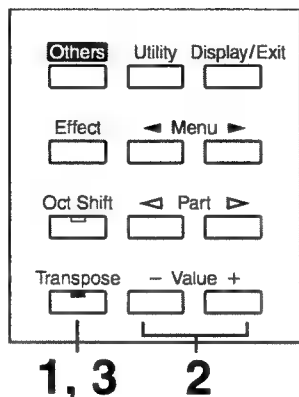 Others Utility Display/Exit
Effect ◄ Menu ►
Oct Shift ◁ Part ▷
Transpose − Value +
1, 3 2